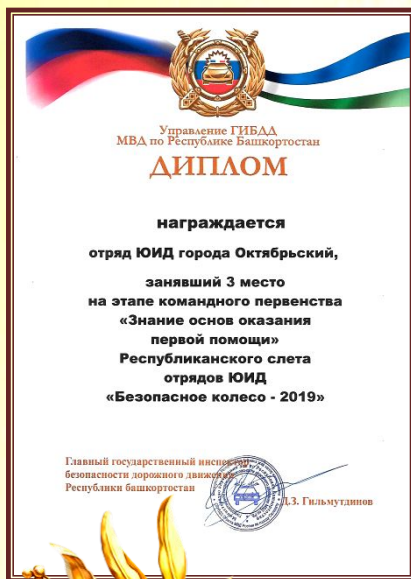 Управление ГИБДД
МВД по Республике Башкортостан
ДИПЛОМ
награждается
отряд ЮИД города Октябрьский,
занявший 3 место
на этапе командного первенства
«Знание основ оказания
первой помощи»
Республиканского слета
отрядов ЮИД
«Безопасное колесо - 2019»
Главный государственный инспектор
безопасности дорожного движения
Республики башкортостан
Д.З. Гильмутдинов